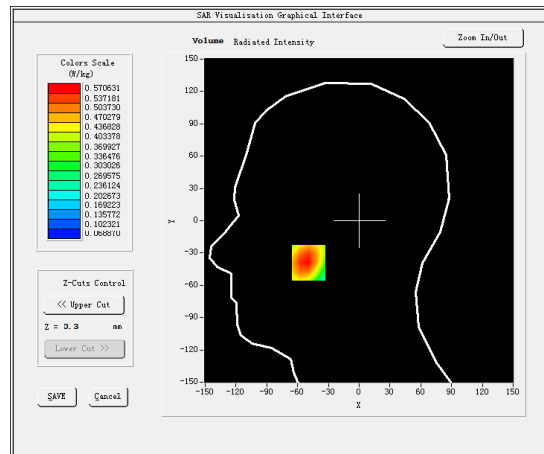 SAR Visualisation Graphical Interface
Volume Radiated Intensity
Zoom In/Out
Colors Scale
(W/kg)
0.570631
0.537181
0.503730
0.470279
0.436828
0.403378
0.369927
0.336476
0.303026
0.269575
0.236124
0.202673
0.169223
0.135772
0.102321
0.068870
Z-Cuts Control
<< Upper Cut
Z = 0.3 mm
Lower Cut >>
SAVE
Cancel
150
120
90
60
30
0
-30
-60
-90
-120
-150
Y
-150 -120 -90 -60 -30 0 30 60 90 120 150
X